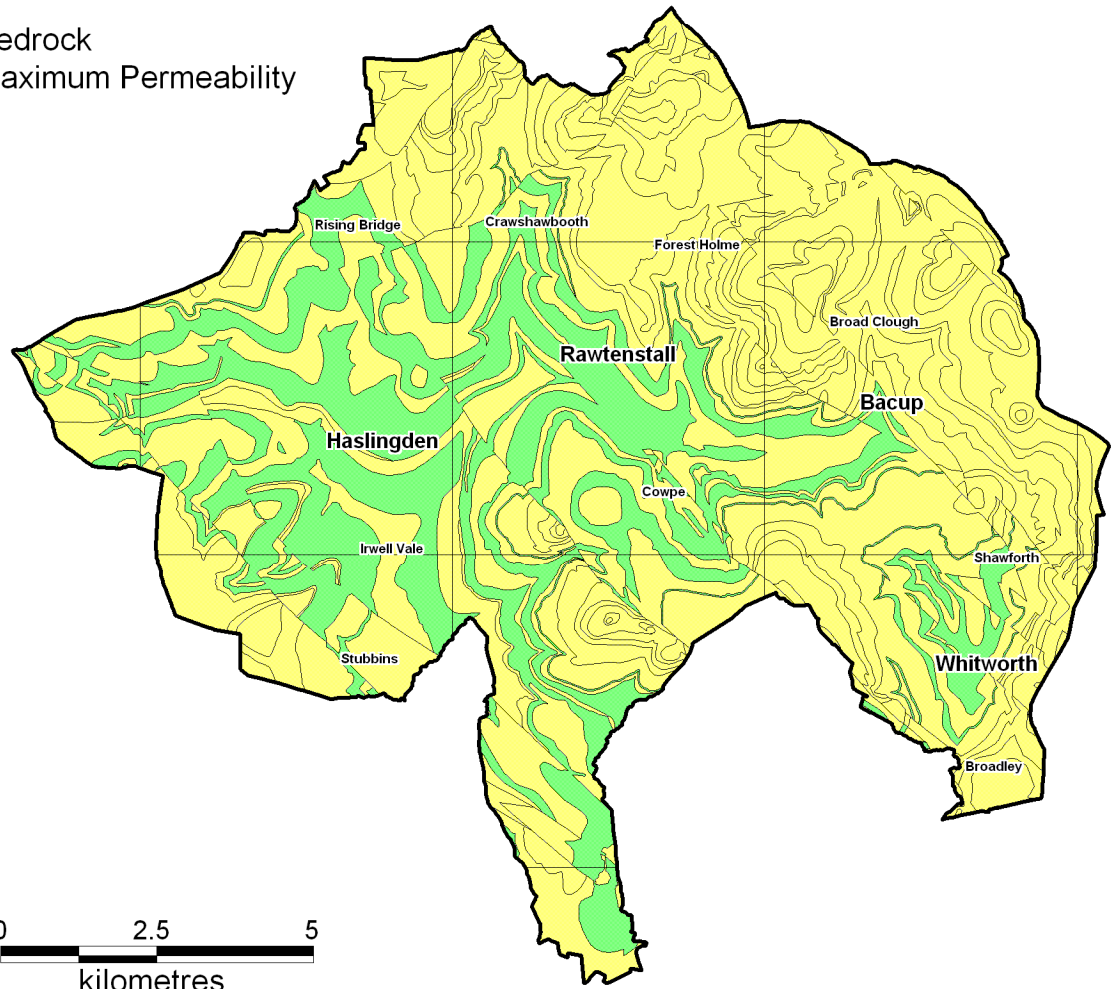 edrock
aximum Permeability
Rising Bridge
Crawshawbooth
Forest Holme
Broad Clough
Rawtenstall
Bacup
Haslingden
Cowpe
Irwell Vale
Shawforth
Stubbins
Whitworth
Broadley
0 2.5 5
kilometres